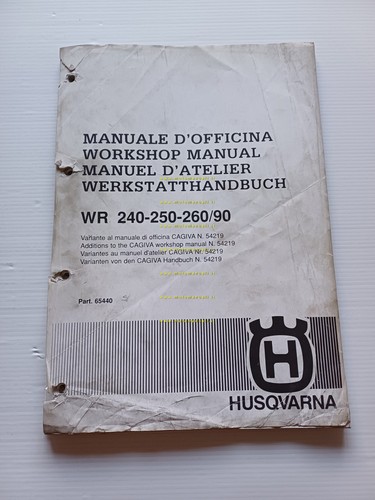 MANUALE D'OFFICINA
WORKSHOP MANUAL
MANUEL D'ATELIER
WERKSTATTHANDBUCH
WR 240-250-260/90
Variante al manuale di officina CAGIVA N. 54219
Additions to the CAGIVA workshop manual N. 54219
Variantes au manuel d'atelier CAGIVA Nr. 54219
Varianten von den CAGIVA Handbuch N. 54219
Part. 65440
H
HUSQVARNA